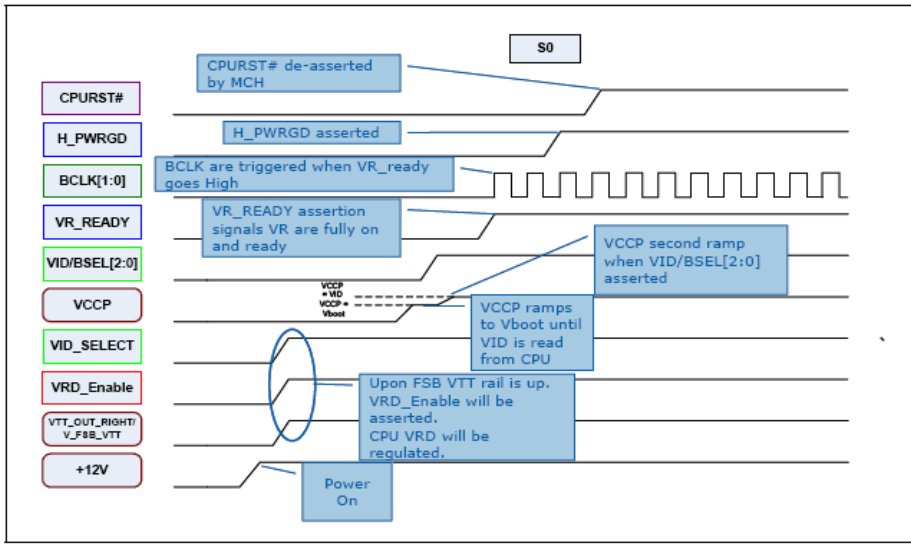 S0
CPURST# de-asserted
by MCH
CPURST#
H_PWRGD asserted
H_PWRGD
BCLK are triggered when VR_ready
goes High
BCLK[1:0]
VR_READY assertion
signals VR are fully on
and ready
VR_READY
VCCP second ramp
when VID/BSEL[2:0]
asserted
VID/BSEL[2:0]
VCCP
= VID
VCCP =
Vboot
VCCP
VCCP ramps
to Vboot until
VID is read
from CPU
VID_SELECT
Upon FSB VTT rail is up.
VRD_Enable will be
asserted.
CPU VRD will be
regulated.
VRD_Enable
VTT_OUT_RIGHT/
V_FSB_VTT
+12V
Power
On